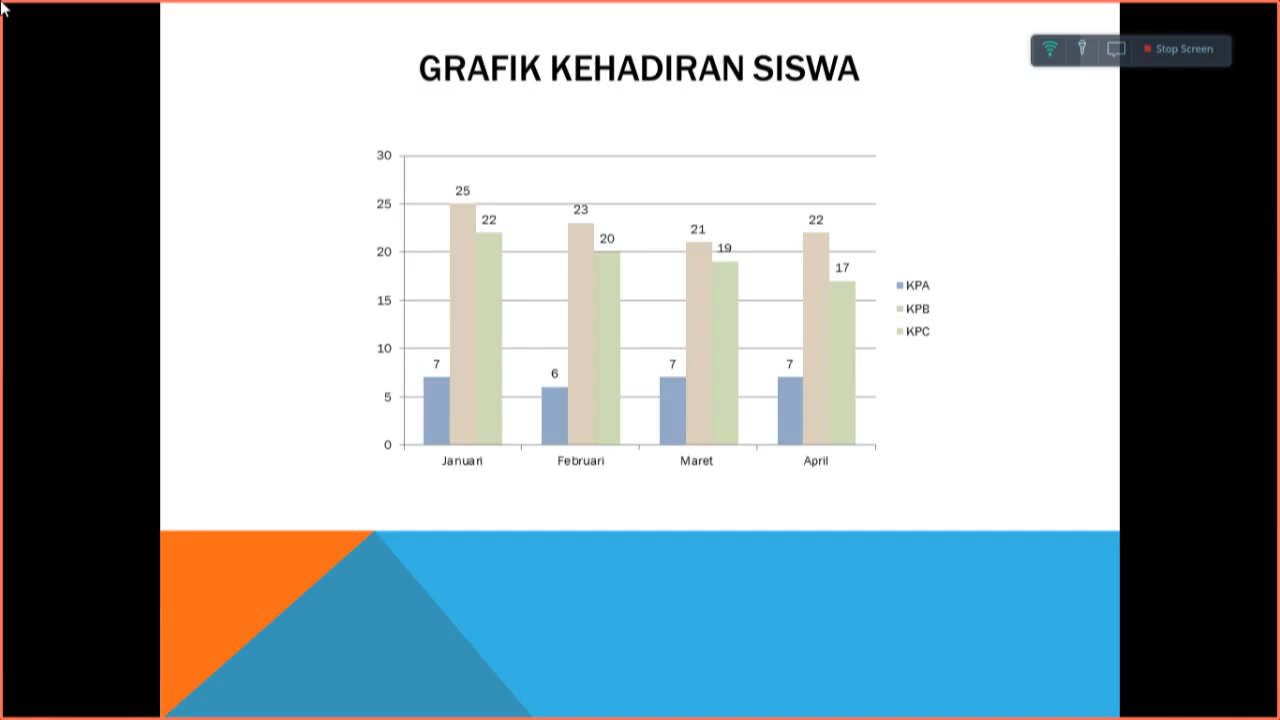 GRAFIK KEHADIRAN SISWA
Stop Screen
30
25
20
15
10
5
0
7
25
22
6
23
20
7
21
19
7
22
17
Januari
Februari
Maret
April
KPA
KPB
KPC